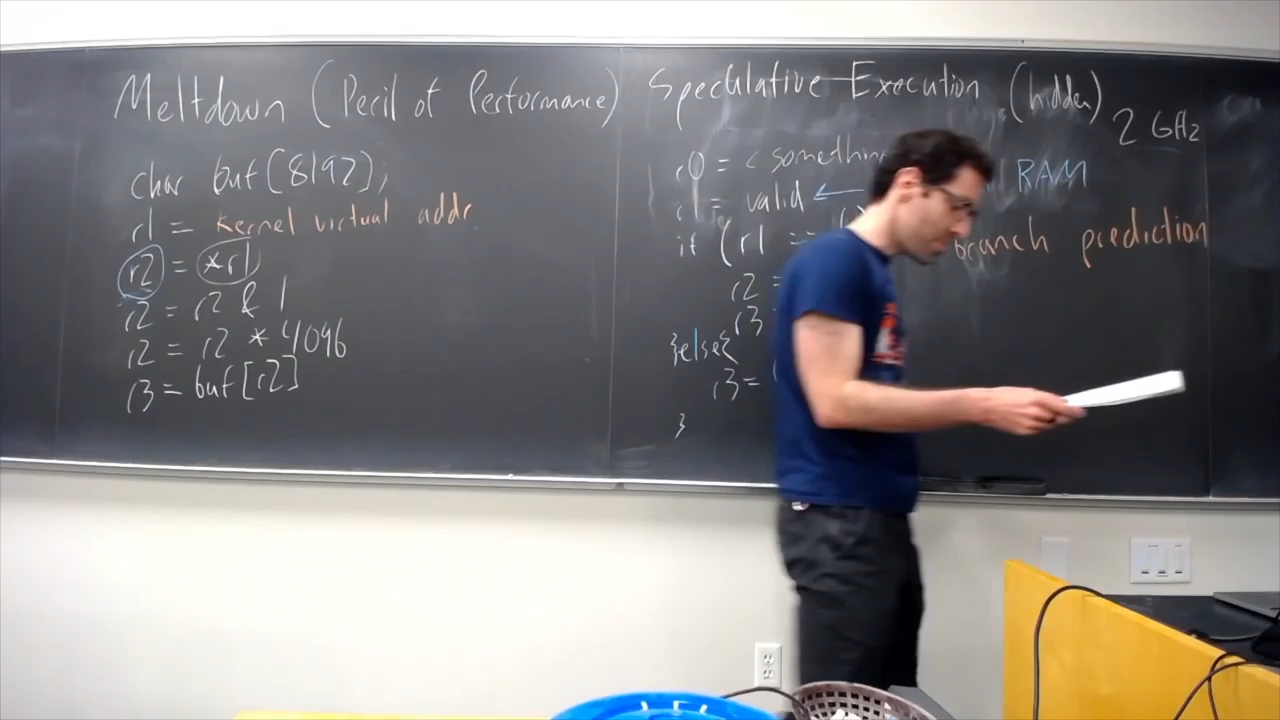 Meltdown (Peril of Performance)
char buf[8192];
r1 = kernel virtual addr
r2 = *r1
r2 = r2 & 1
r2 = r2 * 4096
r3 = buf[r2]
Speculative Execution (hidden)
2 GHz
r0 = < something
RAM
r1 = valid ←
if (r1 ==
branch prediction
r2 =
r3
}else{
r3 =
}